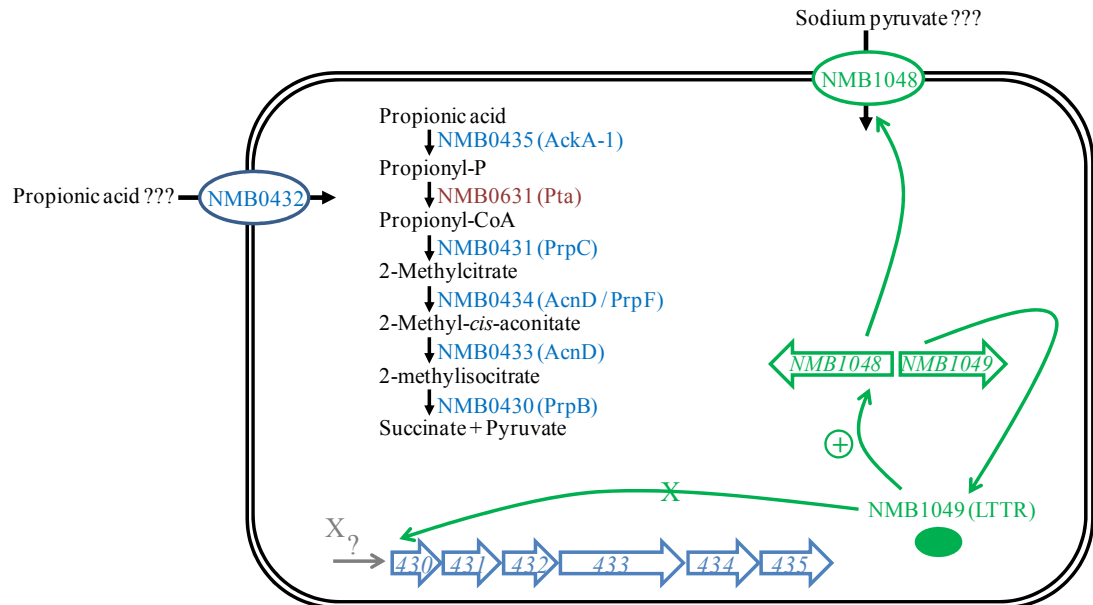 Sodium pyruvate ???
NMB1048
Propionic acid
NMB0435 (AckA-1)
Propionyl-P
Propionic acid ???
NMB0432
NMB0631 (Pta)
Propionyl-CoA
NMB0431 (PrpC)
2-Methylcitrate
NMB0434 (AcnD / PrpF)
2-Methyl-cis-aconitate
NMB0433 (AcnD)
2-methylisocitrate
NMB0430 (PrpB)
Succinate + Pyruvate
NMB1048 NMB1049
+
X
NMB1049 (LTTR)
X
?
430 431 432 433 434 435